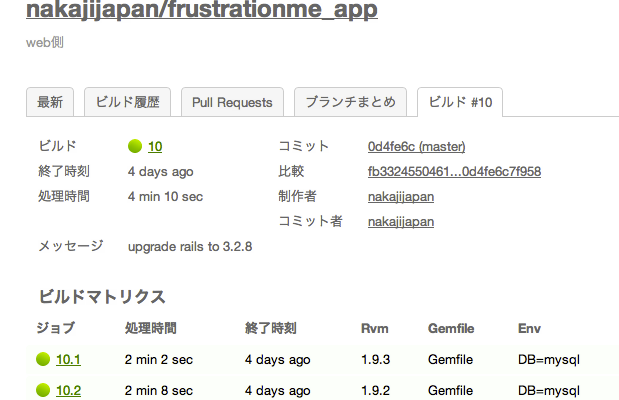 nakajijapan/frustrationme_app
web側
最新 ビルド履歴 Pull Requests ブランチまとめ ビルド #10
ビルド 10 コミット 0d4fe6c (master)
終了時刻 4 days ago 比較 fb3324550461...0d4fe6c7f958
処理時間 4 min 10 sec 制作者 nakajijapan
コミット者 nakajijapan
メッセージ upgrade rails to 3.2.8
ビルドマトリクス
ジョブ 処理時間 終了時刻 Rvm Gemfile Env
10.1 2 min 2 sec 4 days ago 1.9.3 Gemfile DB=mysql
10.2 2 min 8 sec 4 days ago 1.9.2 Gemfile DB=mysql